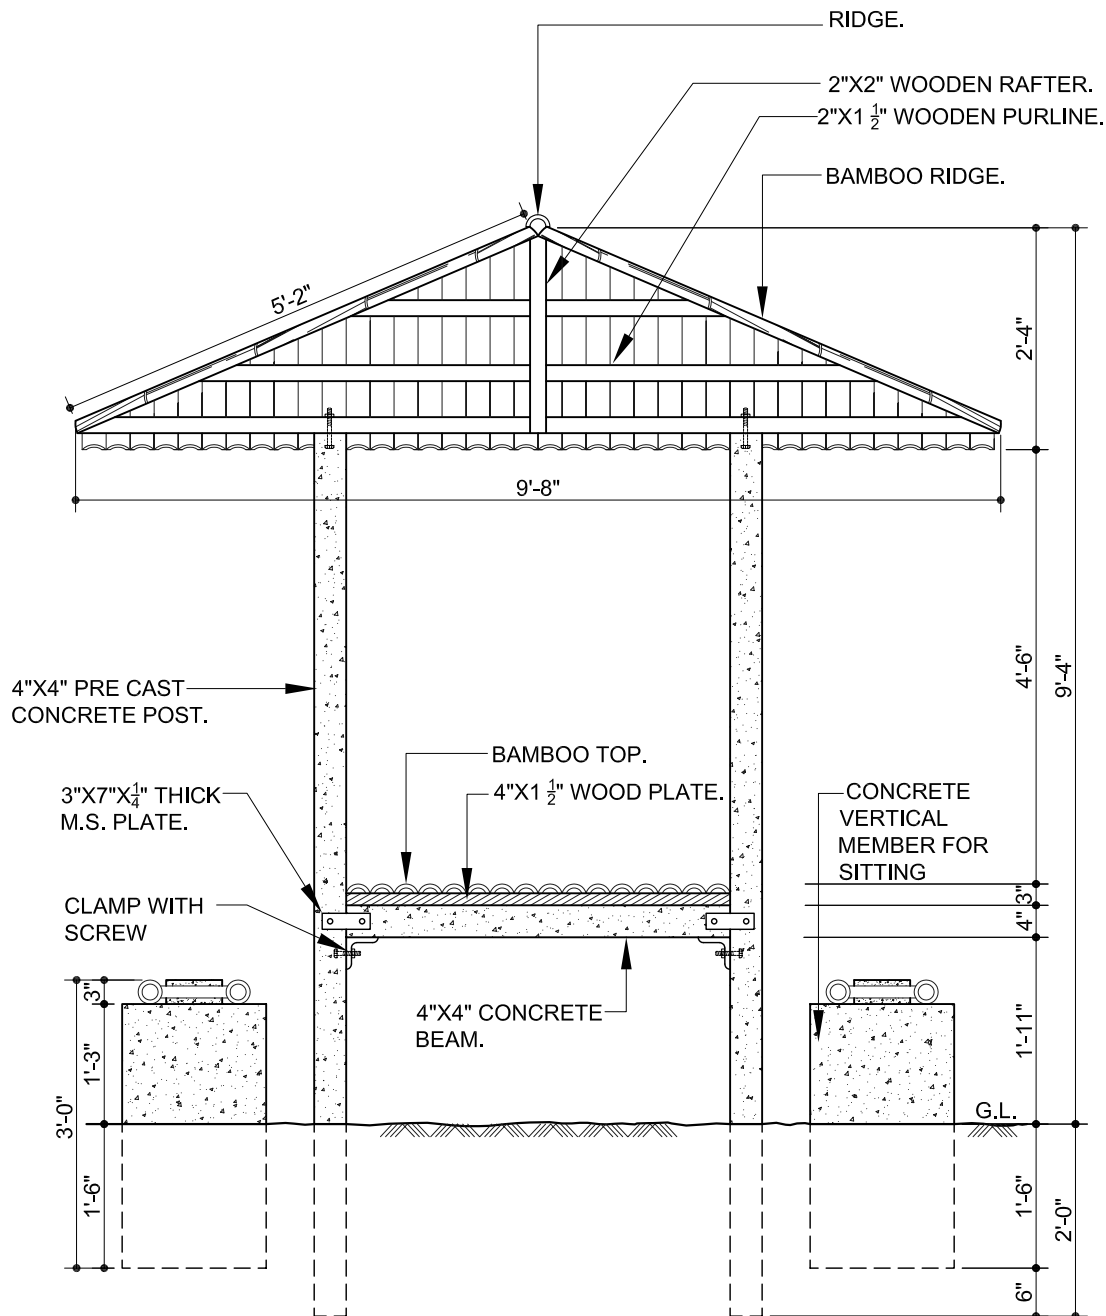 RIDGE.
2"X2" WOODEN RAFTER.
2"X1 1/2" WOODEN PURLINE.
BAMBOO RIDGE.
5'-2"
2'-4"
9'-8"
4'-6"
9'-4"
4"X4" PRE CAST
CONCRETE POST.
BAMBOO TOP.
4"X1 1/2" WOOD PLATE.
3"X7"X1/4" THICK
M.S. PLATE.
CONCRETE
VERTICAL
MEMBER FOR
SITTING
CLAMP WITH
SCREW
3"
4"
4"X4" CONCRETE
BEAM.
3"
1'-3"
3'-0"
1'-6"
1'-11"
G.L.
1'-6"
2'-0"
6"